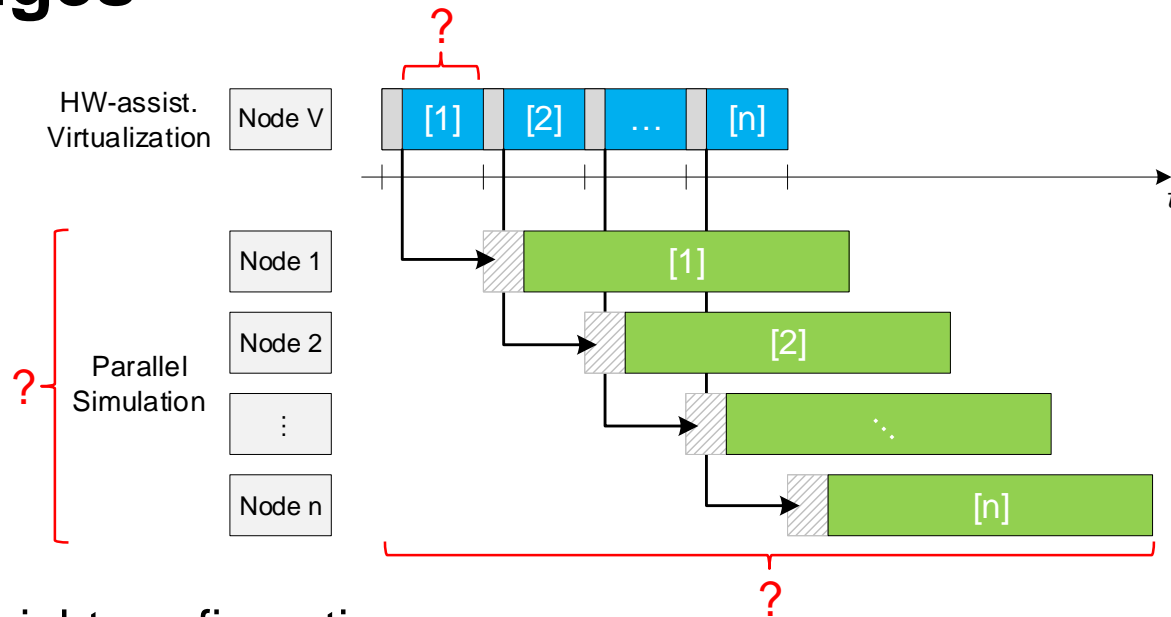 ?
HW-assist.
Virtualization
Node V
[1]
[2]
...
[n]
t
Node 1
[1]
Node 2
[2]
?
Parallel
Simulation
⋮
⋱
Node n
[n]
?